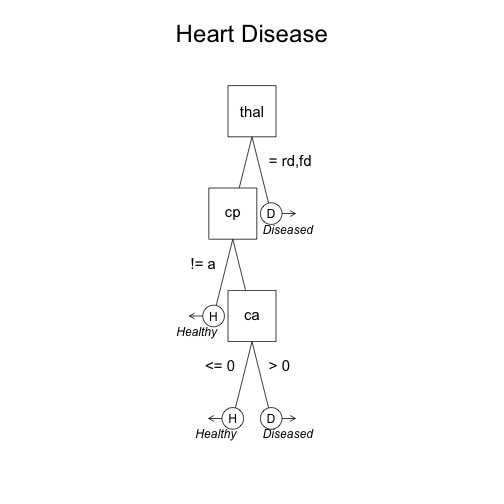 Heart Disease
thal
= rd,fd
cp
D
Diseased
!= a
H
ca
Healthy
<= 0
> 0
H
D
Healthy
Diseased